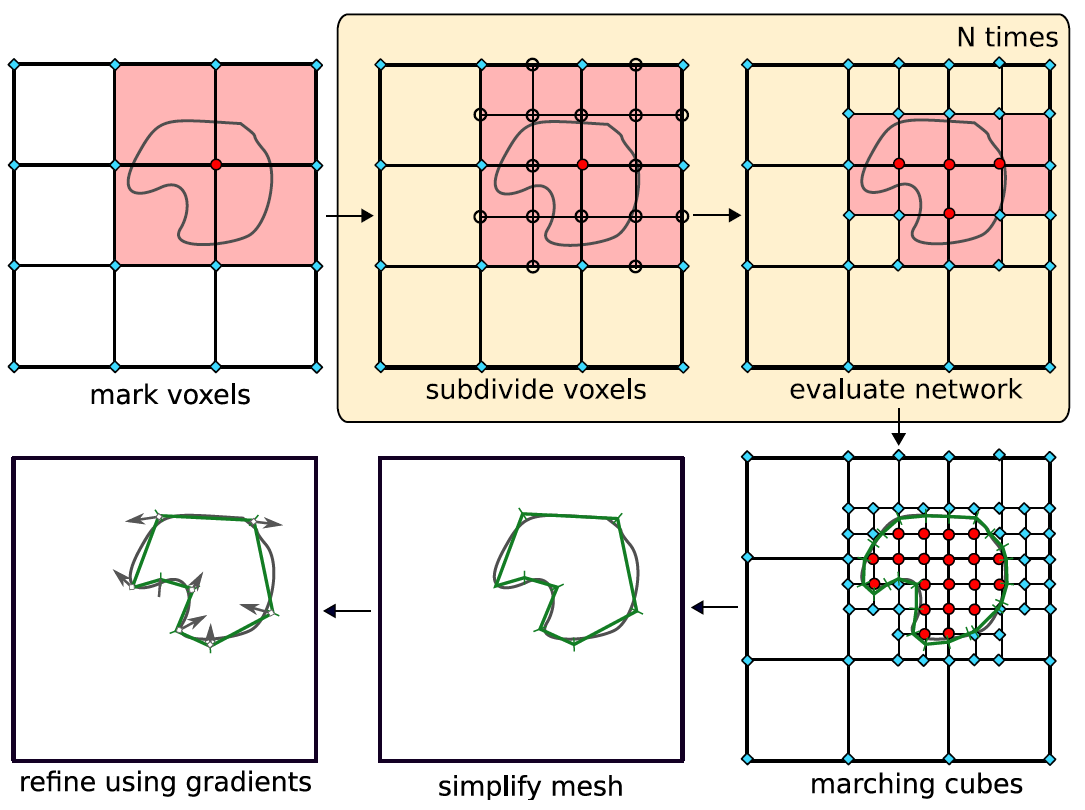 N times
mark voxels
subdivide voxels
evaluate network
refine using gradients
simplify mesh
marching cubes